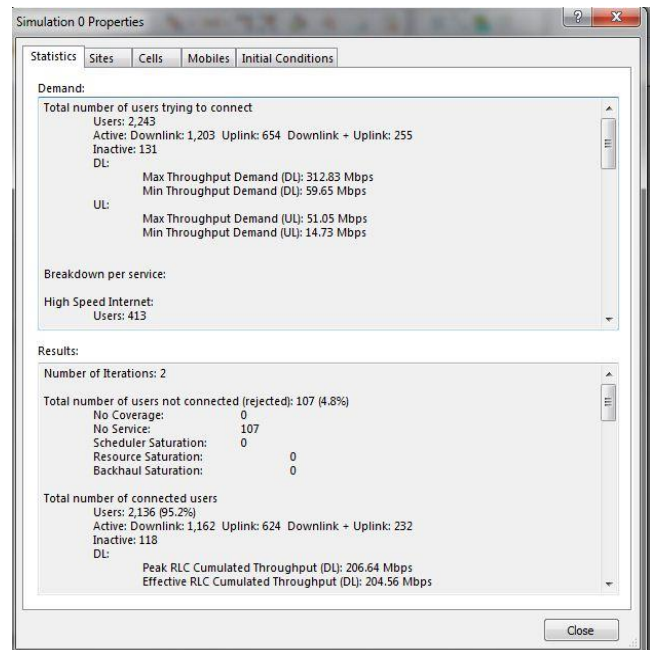 Simulation 0 Properties
Statistics Sites Cells Mobiles Initial Conditions
Demand:
Total number of users trying to connect
Users: 2,243
Active: Downlink: 1,203 Uplink: 654 Downlink + Uplink: 255
Inactive: 131
DL:
Max Throughput Demand (DL): 312.83 Mbps
Min Throughput Demand (DL): 59.65 Mbps
UL:
Max Throughput Demand (UL): 51.05 Mbps
Min Throughput Demand (UL): 14.73 Mbps
Breakdown per service:
High Speed Internet:
Users: 413
Results:
Number of Iterations: 2
Total number of users not connected (rejected): 107 (4.8%)
No Coverage: 0
No Service: 107
Scheduler Saturation: 0
Resource Saturation: 0
Backhaul Saturation: 0
Total number of connected users
Users: 2,136 (95.2%)
Active: Downlink: 1,162 Uplink: 624 Downlink + Uplink: 232
Inactive: 118
DL:
Peak RLC Cumulated Throughput (DL): 206.64 Mbps
Effective RLC Cumulated Throughput (DL): 204.56 Mbps
Close